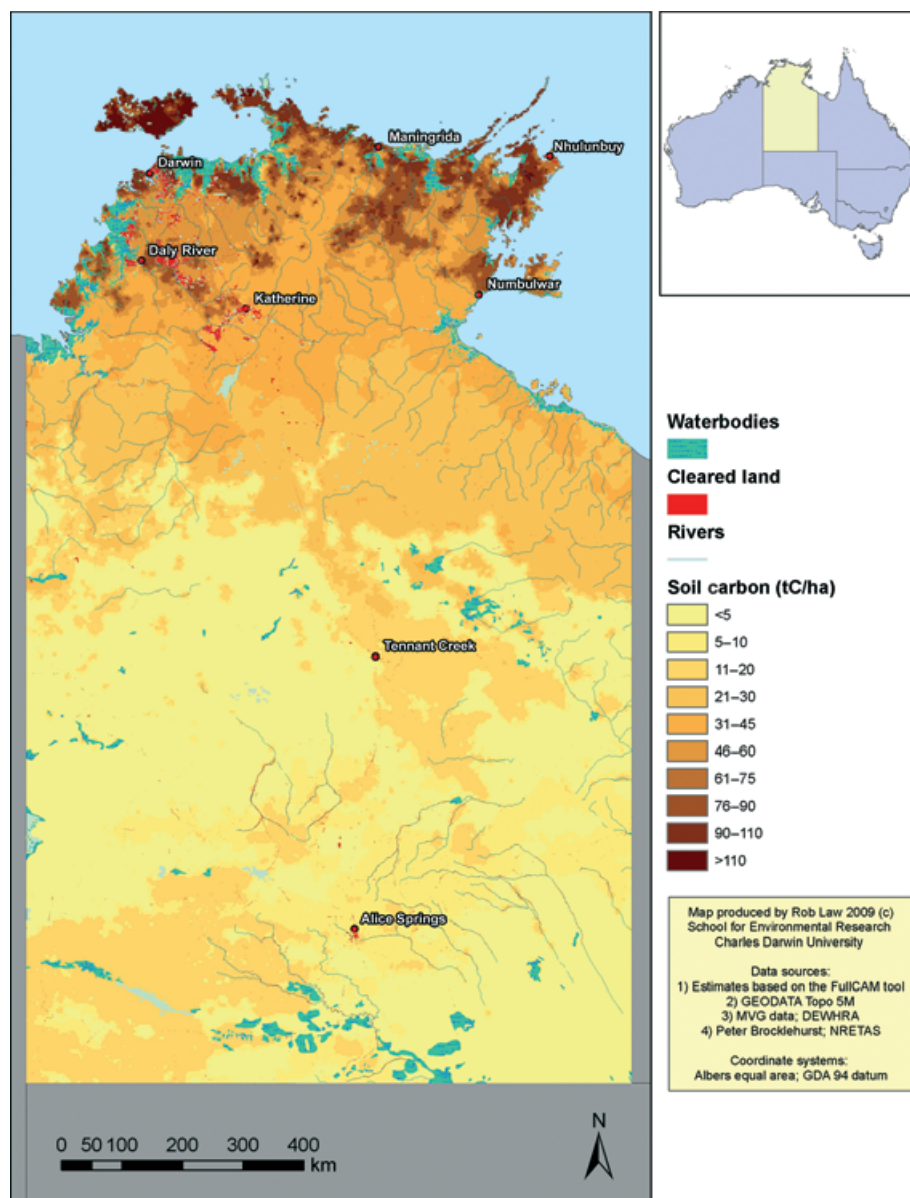 Maningrida
Nhulunbuy
Darwin
Daly River
Katherine
Numbulwar
Tennant Creek
Alice Springs
0 50 100 200 300 400
km
N
Waterbodies
Cleared land
Rivers
Soil carbon (tC/ha)
<5
5–10
11–20
21–30
31–45
46–60
61–75
76–90
90–110
>110
Map produced by Rob Law 2009 (c)
School for Environmental Research
Charles Darwin University
Data sources:
1) Estimates based on the FullCAM tool
2) GEODATA Topo 5M
3) MVG data; DEWHRA
4) Peter Brocklehurst; NRETAS
Coordinate systems:
Albers equal area; GDA 94 datum